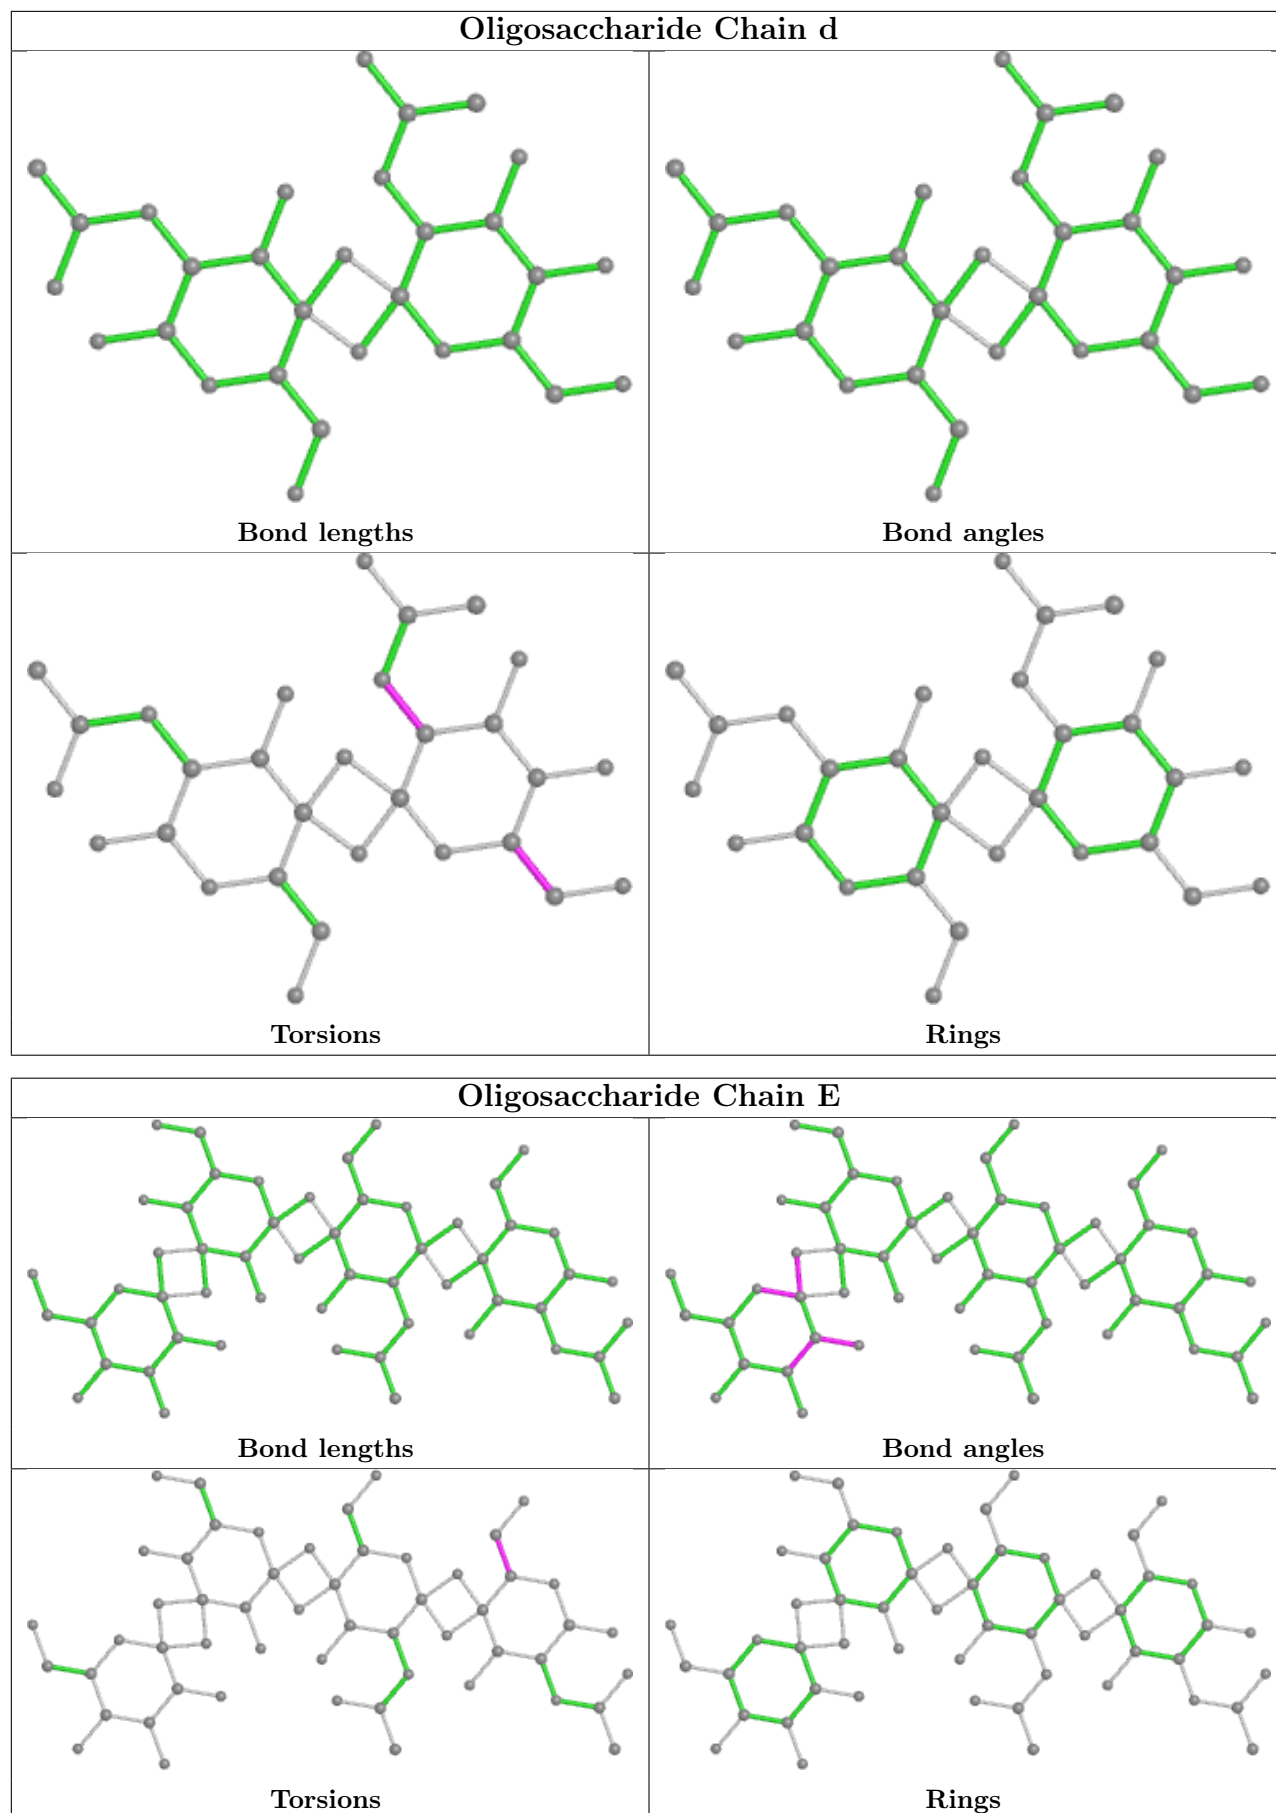 Oligosaccharide Chain d
Bond lengths
Bond angles
Torsions
Rings
Oligosaccharide Chain E
Bond lengths
Bond angles
Torsions
Rings